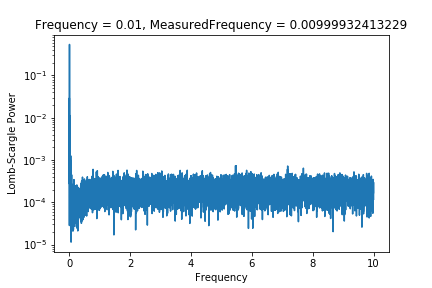 Frequency = 0.01, MeasuredFrequency = 0.00999932413229
10⁻¹
10⁻²
10⁻³
10⁻⁴
10⁻⁵
Lomb-Scargle Power
0 2 4 6 8 10
Frequency